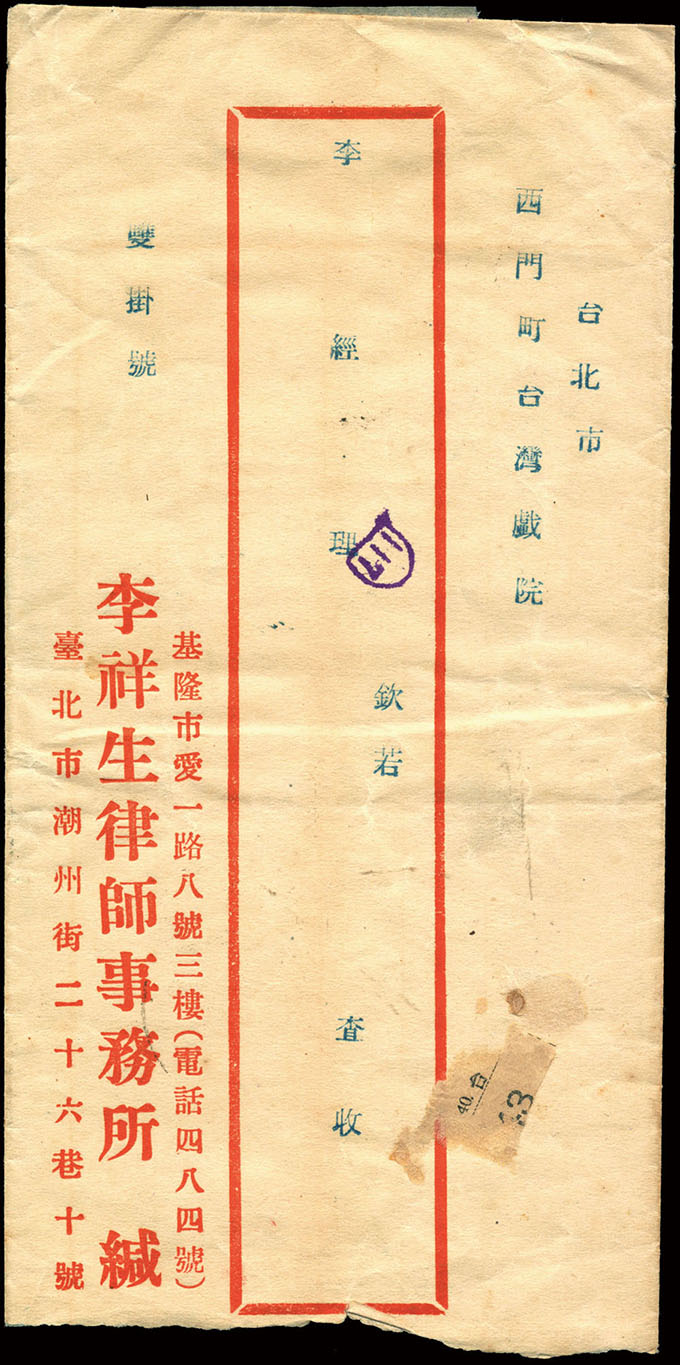 台北市
西門町台灣戲院
李經理
欽若
查收
雙掛號
基隆市愛一路八號三樓(電話四八四號)
李祥生律師事務所 緘
臺北市潮州街二十六巷十號
40. 台